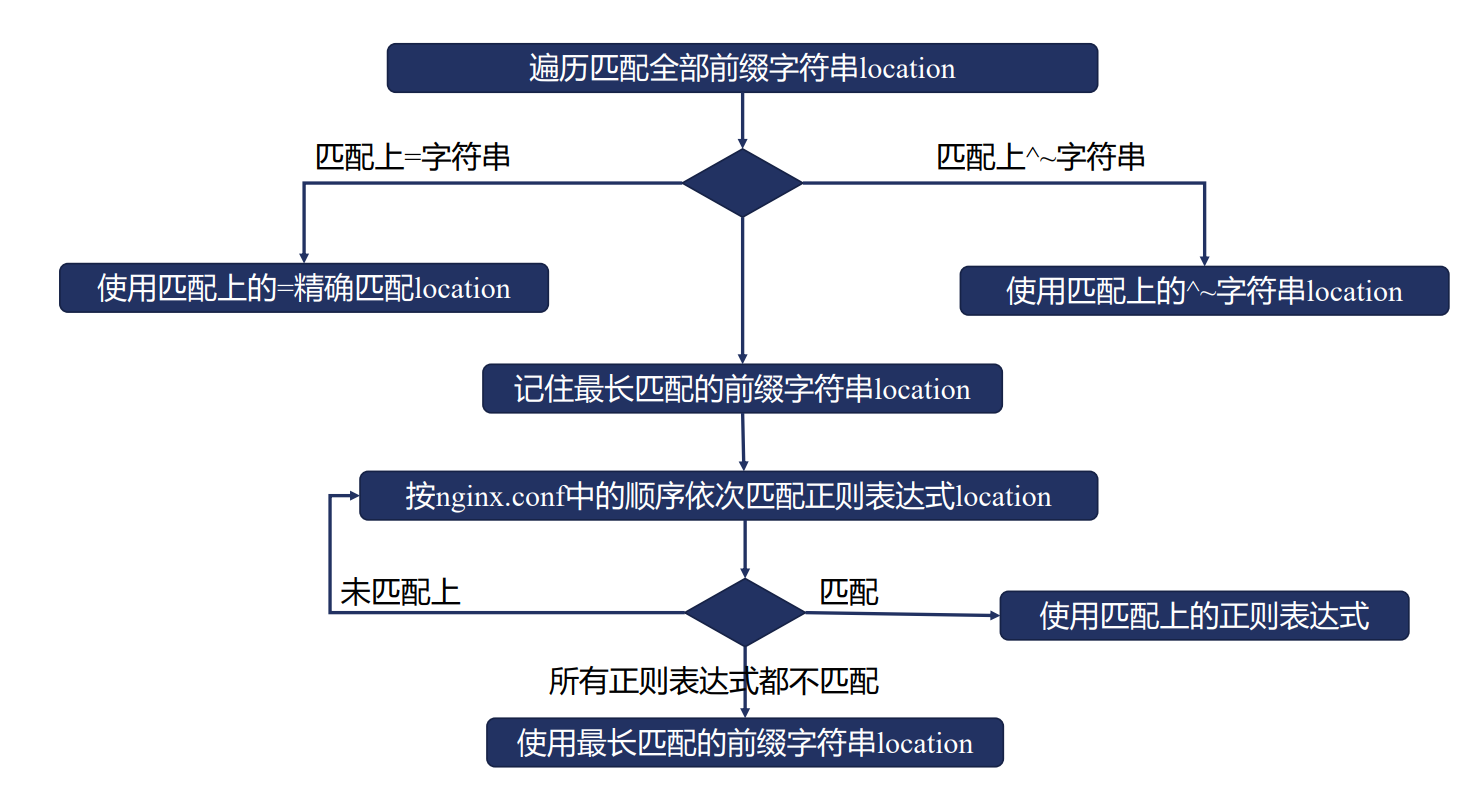 遍历匹配全部前缀字符串location
匹配上=字符串
匹配上^~字符串
使用匹配上的=精确匹配location
使用匹配上的^~字符串location
记住最长匹配的前缀字符串location
按nginx.conf中的顺序依次匹配正则表达式location
未匹配上
匹配
使用匹配上的正则表达式
所有正则表达式都不匹配
使用最长匹配的前缀字符串location